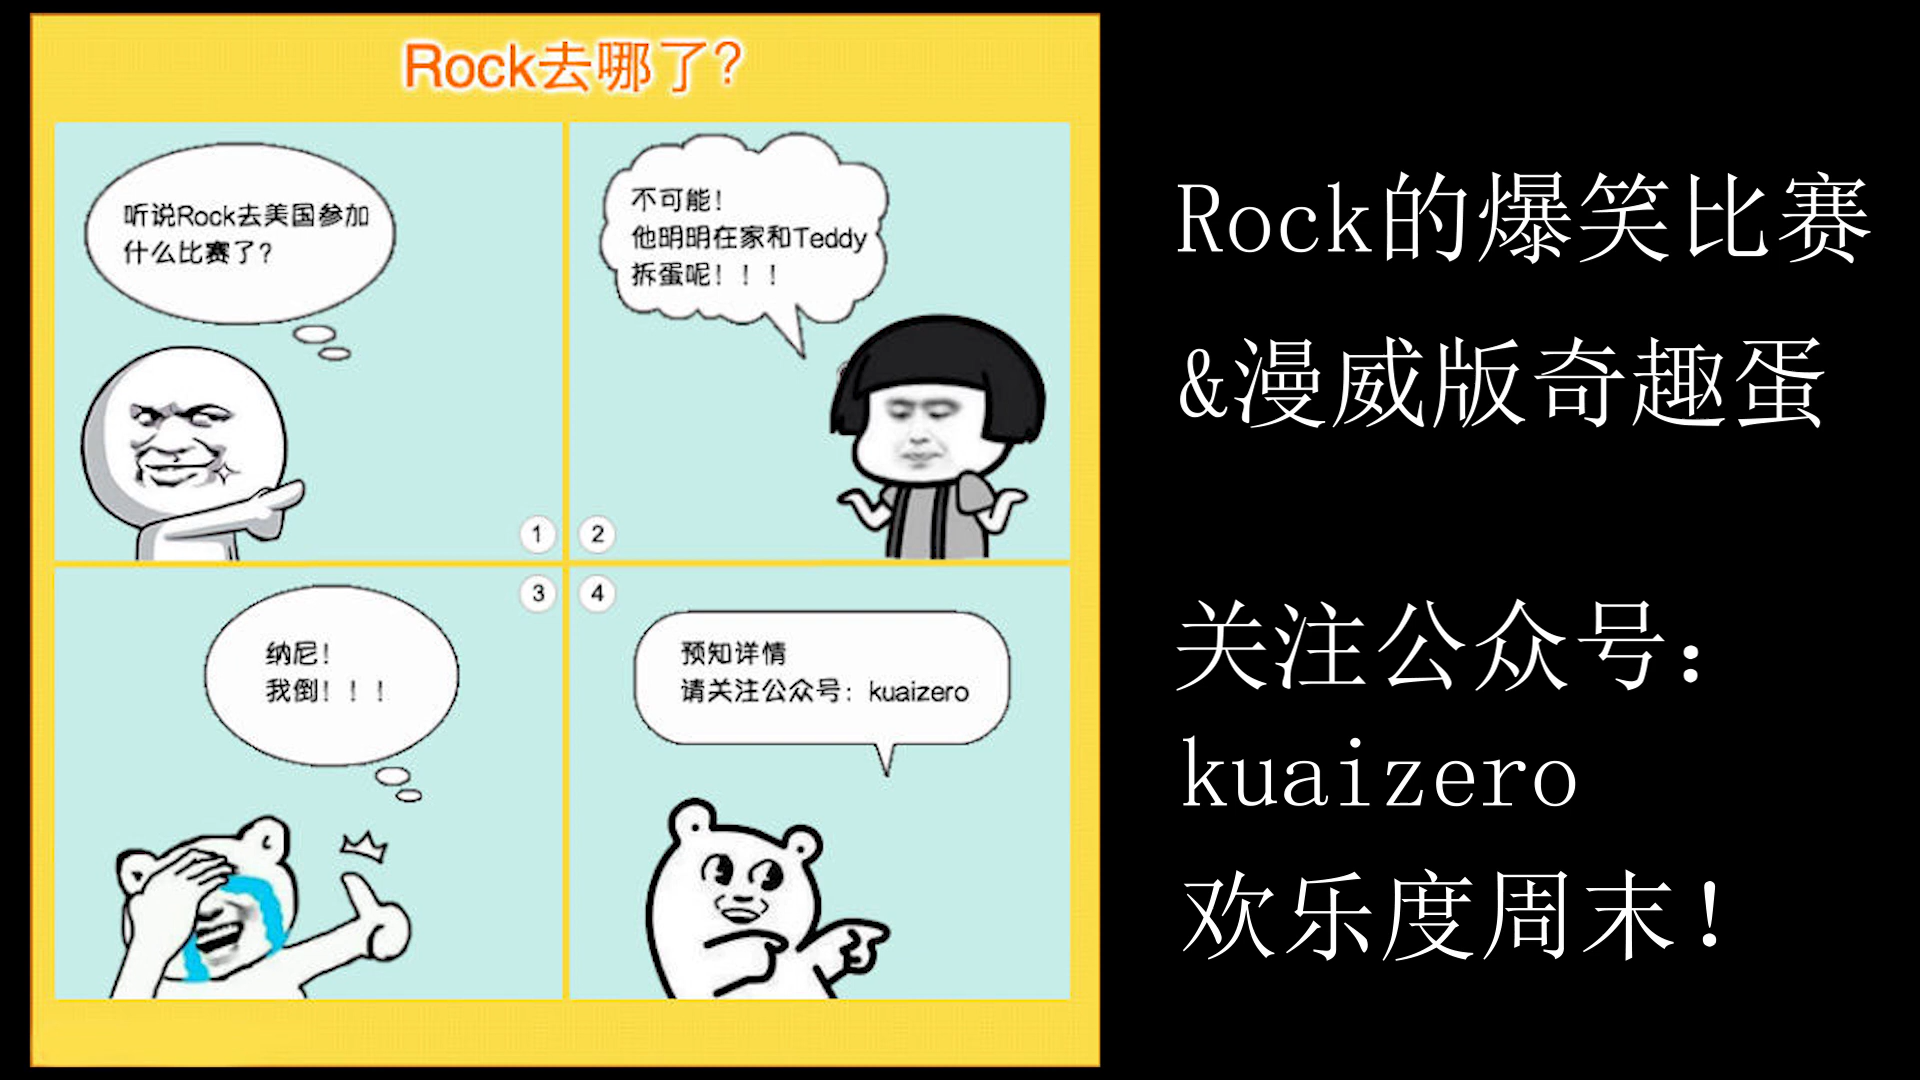 Rock去哪了？
听说Rock去美国参加
什么比赛了？
1
不可能！
他明明在家和Teddy
拆蛋呢！！！
2
纳尼！
我倒！！！
3
4
预知详情
请关注公众号：kuaizero
Rock的爆笑比赛
&漫威版奇趣蛋
关注公众号：
kuaizero
欢乐度周末！